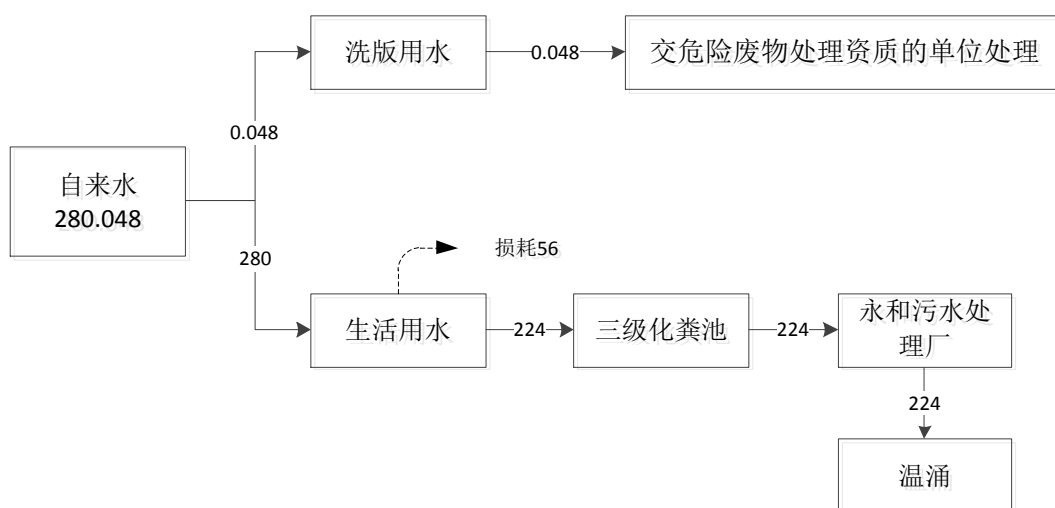 洗版用水
0.048
交危险废物处理资质的单位处理
0.048
自来水
280.048
280
损耗56
生活用水
224
三级化粪池
224
永和污水处
理厂
224
温涌